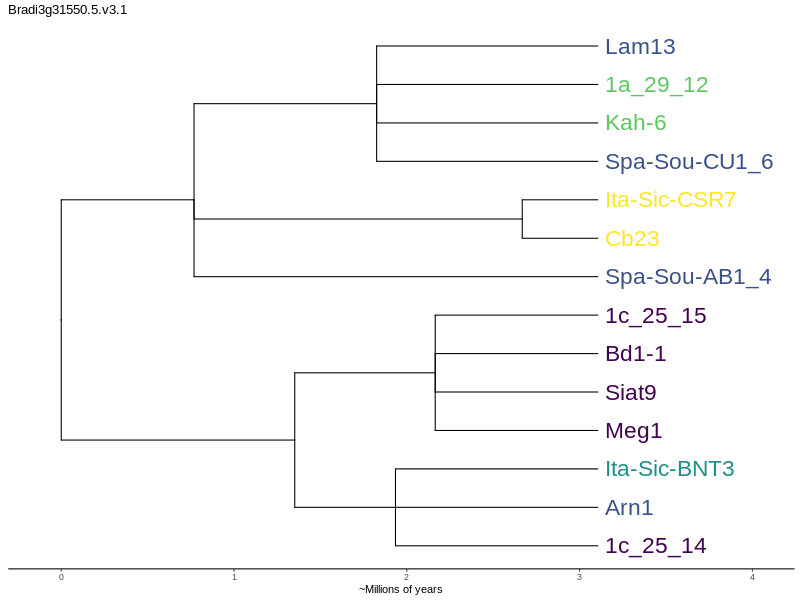 Bradi3g31550.5.v3.1
Lam13
1a_29_12
Kah-6
Spa-Sou-CU1_6
Ita-Sic-CSR7
Cb23
Spa-Sou-AB1_4
1c_25_15
Bd1-1
Siat9
Meg1
Ita-Sic-BNT3
Arn1
1c_25_14
0 1 2 3 4
~Millions of years